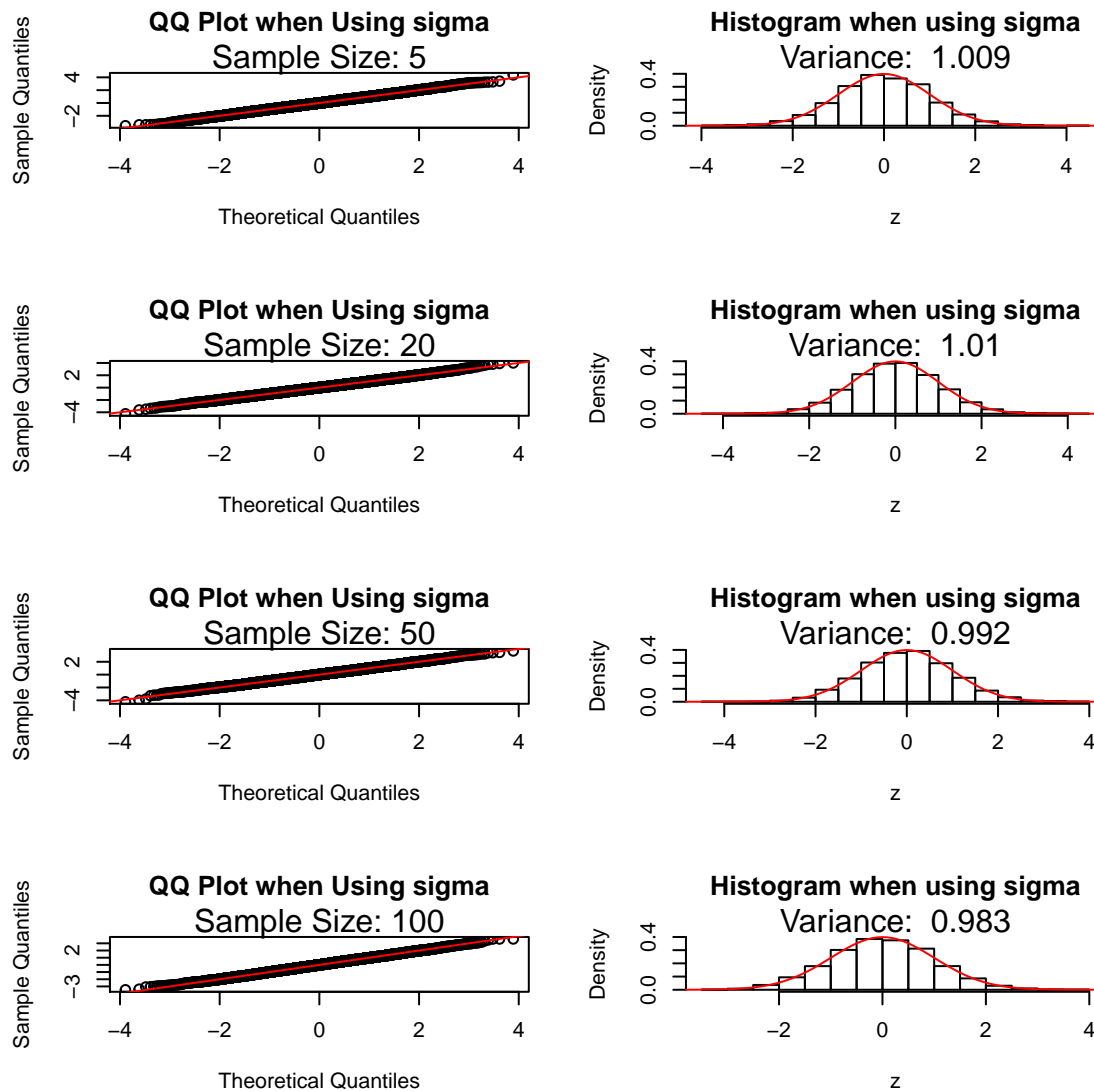 QQ Plot when Using sigma
Sample Size: 5
Sample Quantiles
4
−2
−4 −2 0 2 4
Theoretical Quantiles
Histogram when using sigma
Variance: 1.009
Density
0.4
0.0
−4 −2 0 2 4
z
QQ Plot when Using sigma
Sample Size: 20
Sample Quantiles
2
−4
−4 −2 0 2 4
Theoretical Quantiles
Histogram when using sigma
Variance: 1.01
Density
0.4
0.0
−4 −2 0 2 4
z
QQ Plot when Using sigma
Sample Size: 50
Sample Quantiles
2
−4
−4 −2 0 2 4
Theoretical Quantiles
Histogram when using sigma
Variance: 0.992
Density
0.4
0.0
−4 −2 0 2 4
z
QQ Plot when Using sigma
Sample Size: 100
Sample Quantiles
2
−3
−4 −2 0 2 4
Theoretical Quantiles
Histogram when using sigma
Variance: 0.983
Density
0.4
0.0
−2 0 2 4
z